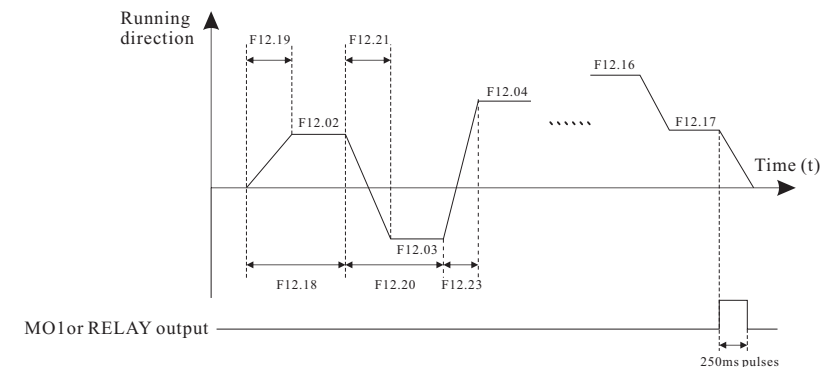 Running
direction
F12.19
F12.21
F12.16
F12.04
F12.02
F12.17
Time (t)
F12.03
F12.18
F12.20
F12.23
MO1or RELAY output
250ms pulses